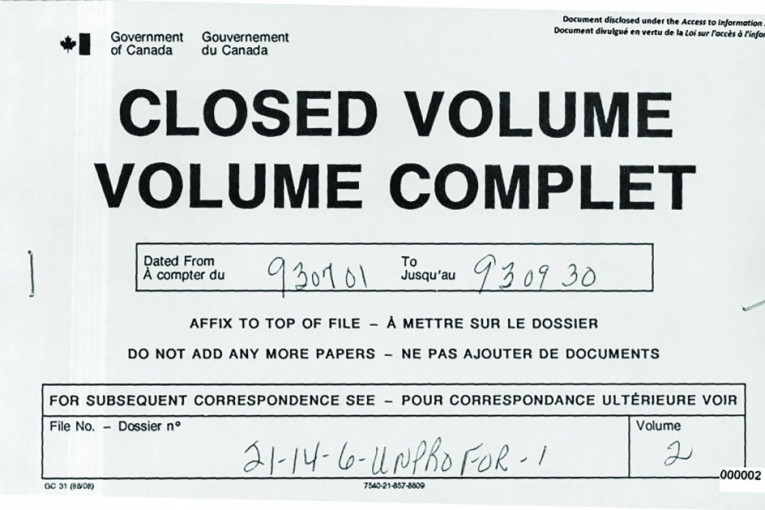 Document disclosed under the Access to Information
Document divulgué en vertu de la Loi sur l'accès à l'infor
Government of Canada
Gouvernement du Canada
CLOSED VOLUME
VOLUME COMPLET
Dated From
À compter du
930701
To
Jusqu'au
930930
AFFIX TO TOP OF FILE – À METTRE SUR LE DOSSIER
DO NOT ADD ANY MORE PAPERS – NE PAS AJOUTER DE DOCUMENTS
FOR SUBSEQUENT CORRESPONDENCE SEE – POUR CORRESPONDANCE ULTÉRIEURE VOIR
File No. – Dossier nº
Volume
21-14-6-UNPROFOR-1
2
000002
GC 31 (88/08)
7540-21-857-8809